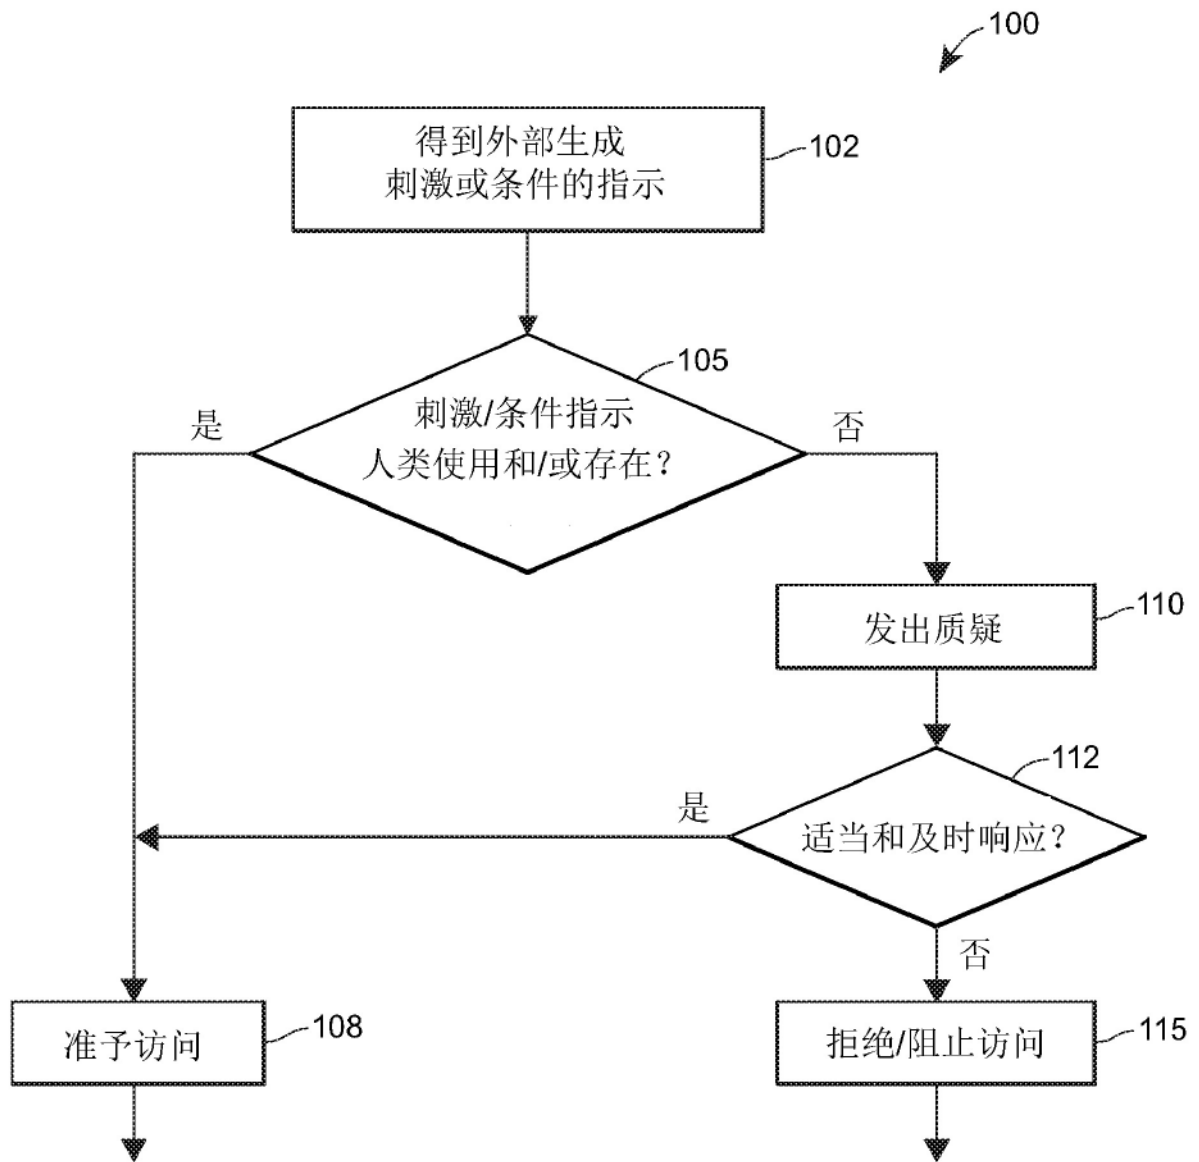 100
得到外部生成
刺激或条件的指示
102
105
刺激/条件指示
人类使用和/或存在？
是
否
发出质疑
110
112
适当和及时响应？
是
否
准予访问
108
拒绝/阻止访问
115